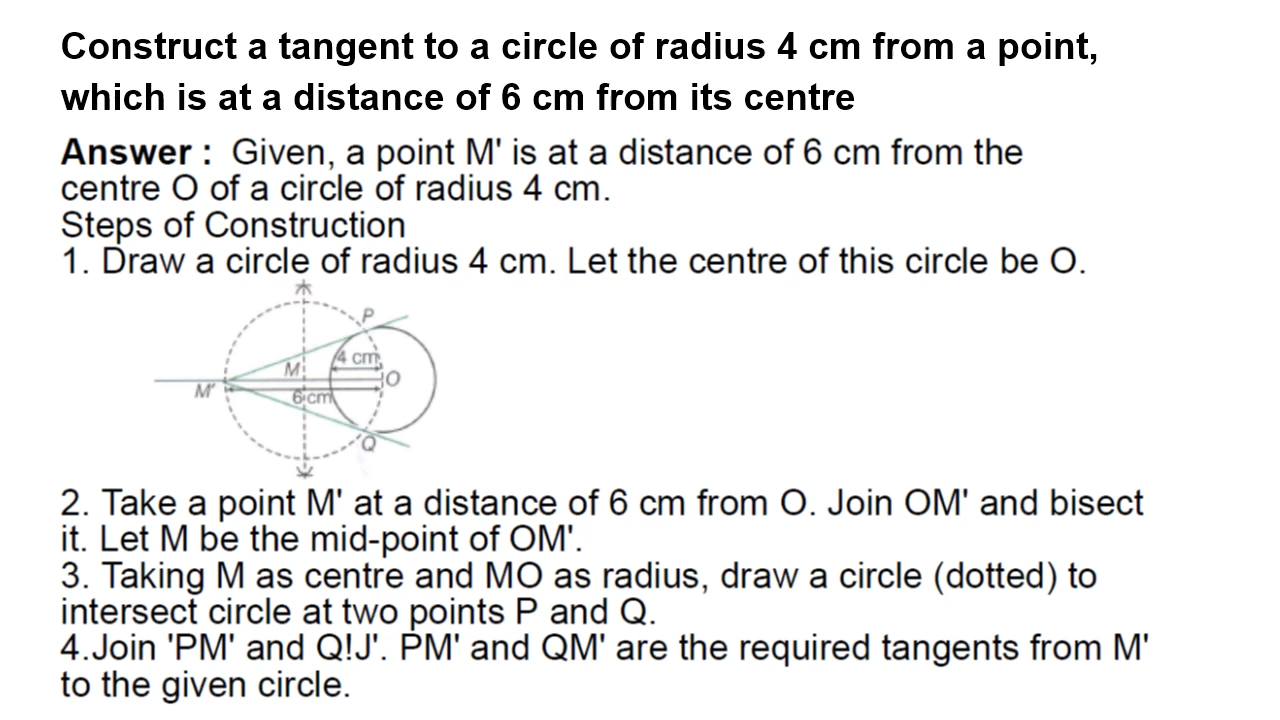 Construct a tangent to a circle of radius 4 cm from a point,
which is at a distance of 6 cm from its centre
Answer : Given, a point M' is at a distance of 6 cm from the
centre O of a circle of radius 4 cm.
Steps of Construction
1. Draw a circle of radius 4 cm. Let the centre of this circle be O.
P
4 cm
M
O
M'
6 cm
Q
2. Take a point M' at a distance of 6 cm from O. Join OM' and bisect
it. Let M be the mid-point of OM'.
3. Taking M as centre and MO as radius, draw a circle (dotted) to
intersect circle at two points P and Q.
4.Join 'PM' and Q!J'. PM' and QM' are the required tangents from M'
to the given circle.